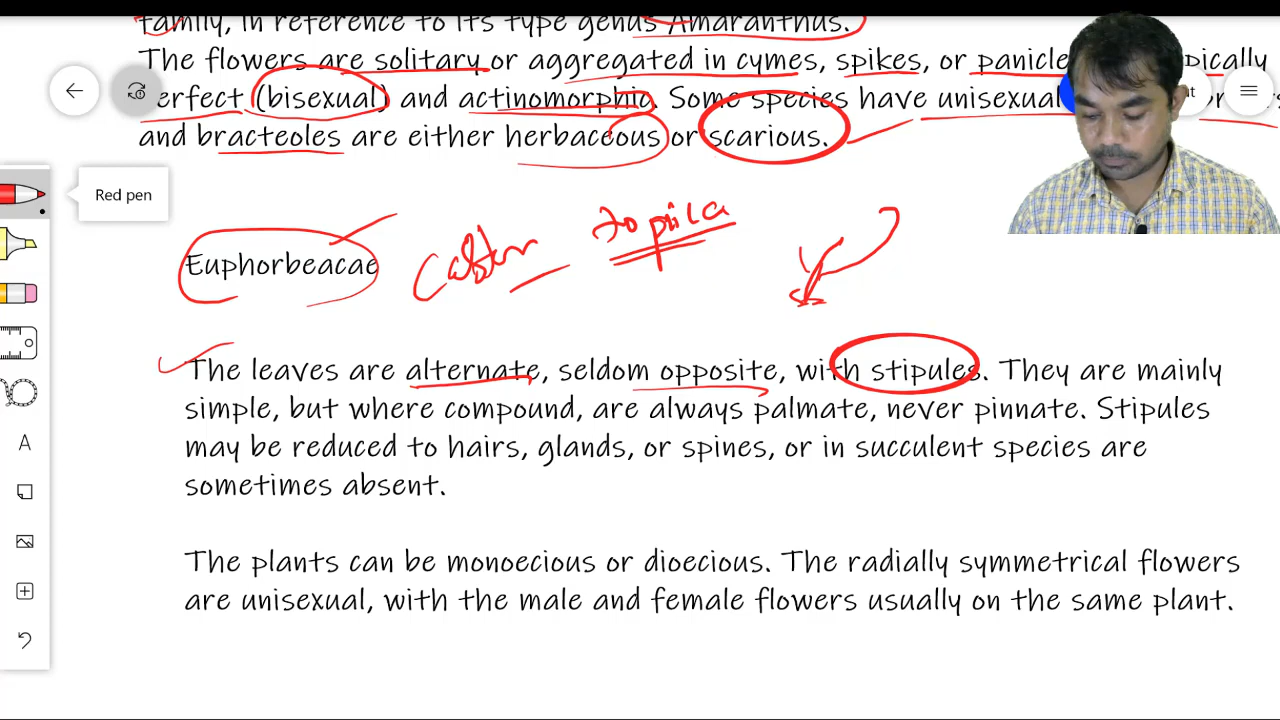 family, in reference to its type genus Amaranthus.
The flowers are solitary or aggregated in cymes, spikes, or panicle
perfect (bisexual) and actinomorphic. Some species have unisexual
and bracteoles are either herbaceous or scarious.
Red pen
Euphorbeacae
Castor
The leaves are alternate, seldom opposite, with stipules. They are mainly
simple, but where compound, are always palmate, never pinnate. Stipules
may be reduced to hairs, glands, or spines, or in succulent species are
sometimes absent.
The plants can be monoecious or dioecious. The radially symmetrical flowers
are unisexual, with the male and female flowers usually on the same plant.